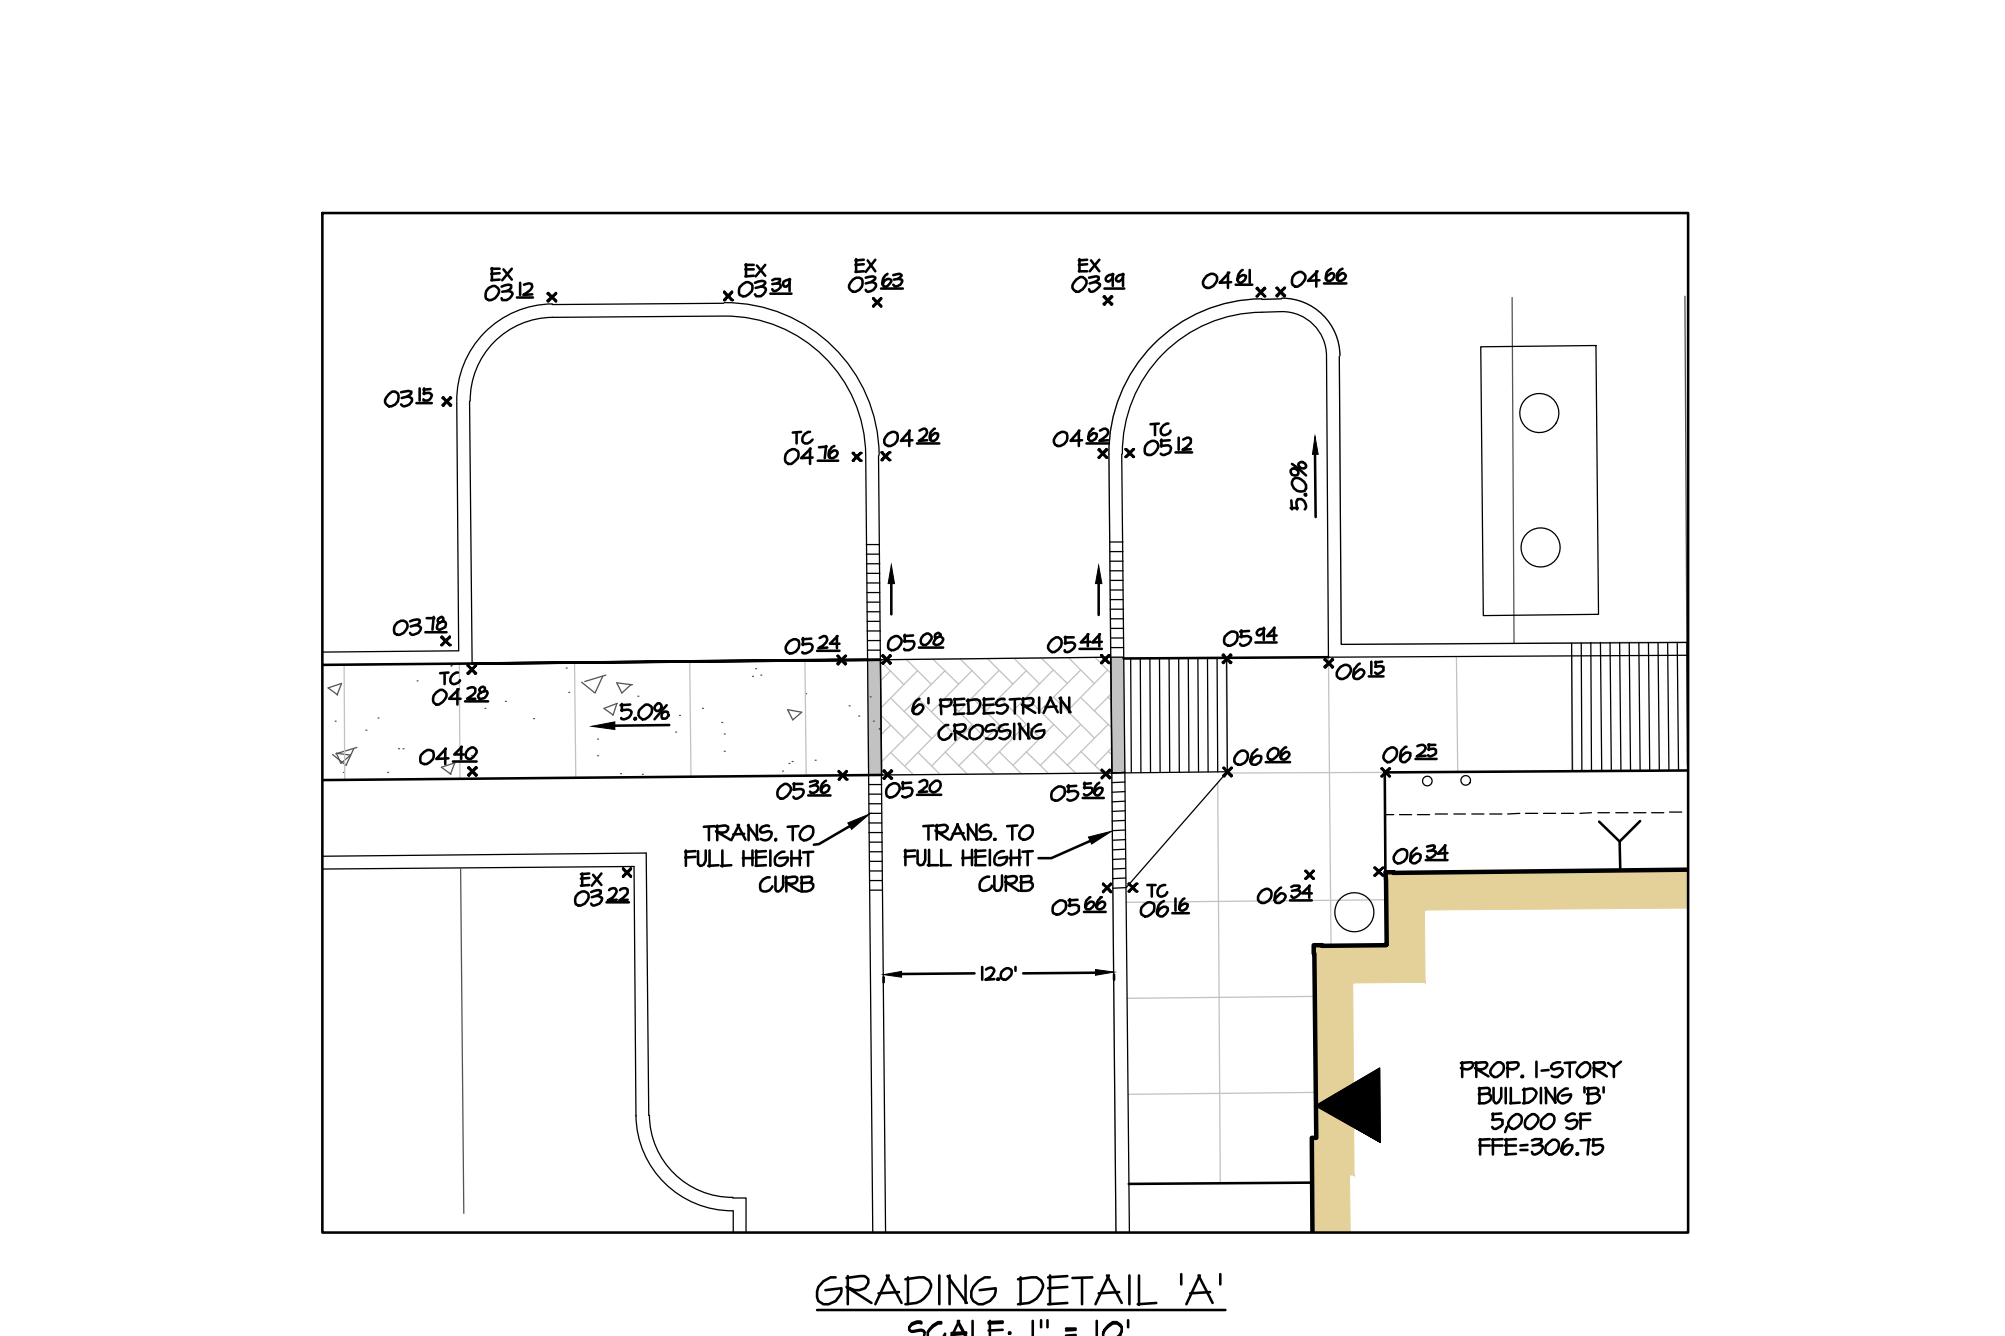 EX
03 12
EX
03 39
EX
03 63
EX
03 99
04 61
04 66
03 15
TC
04 76
04 26
04 62
TC
05 12
5.0%
03 78
05 24
05 08
05 44
05 94
06 15
TC
04 28
5.0%
6' PEDESTRIAN
CROSSING
04 40
06 06
06 25
05 36
05 20
05 56
TRANS. TO
FULL HEIGHT
CURB
TRANS. TO
FULL HEIGHT
CURB
06 34
EX
03 22
05 66
TC
06 16
06 34
12.0'
PROP. 1-STORY
BUILDING 'B'
5,000 SF
FFE=306.75
GRADING DETAIL 'A'
SCALE: 1" = 10'